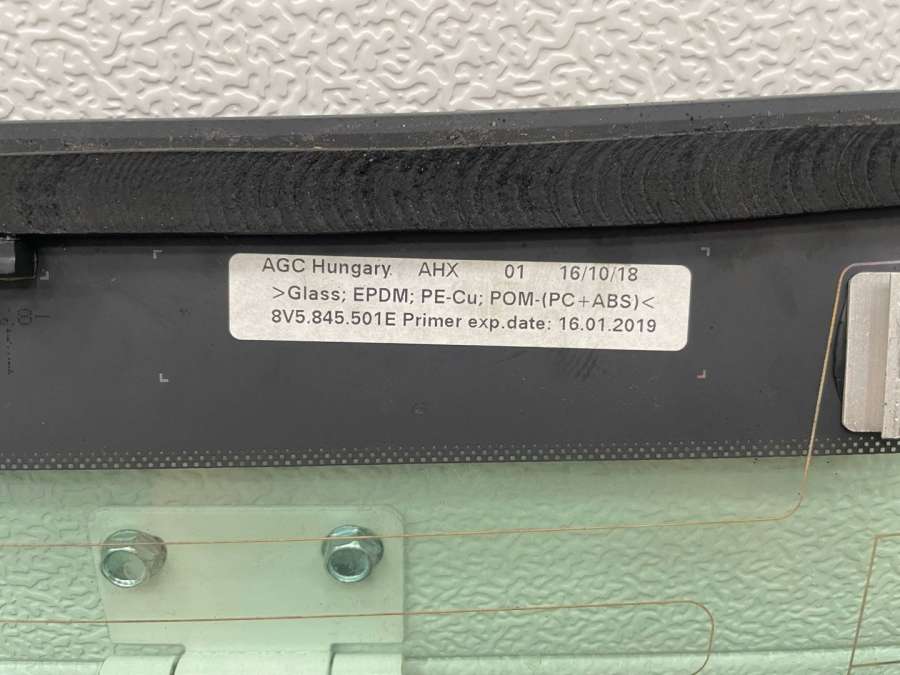 AGC Hungary. AHX 01 16/10/18
>Glass; EPDM; PE-Cu; POM-(PC+ABS)<
8V5.845.501E Primer exp.date: 16.01.2019